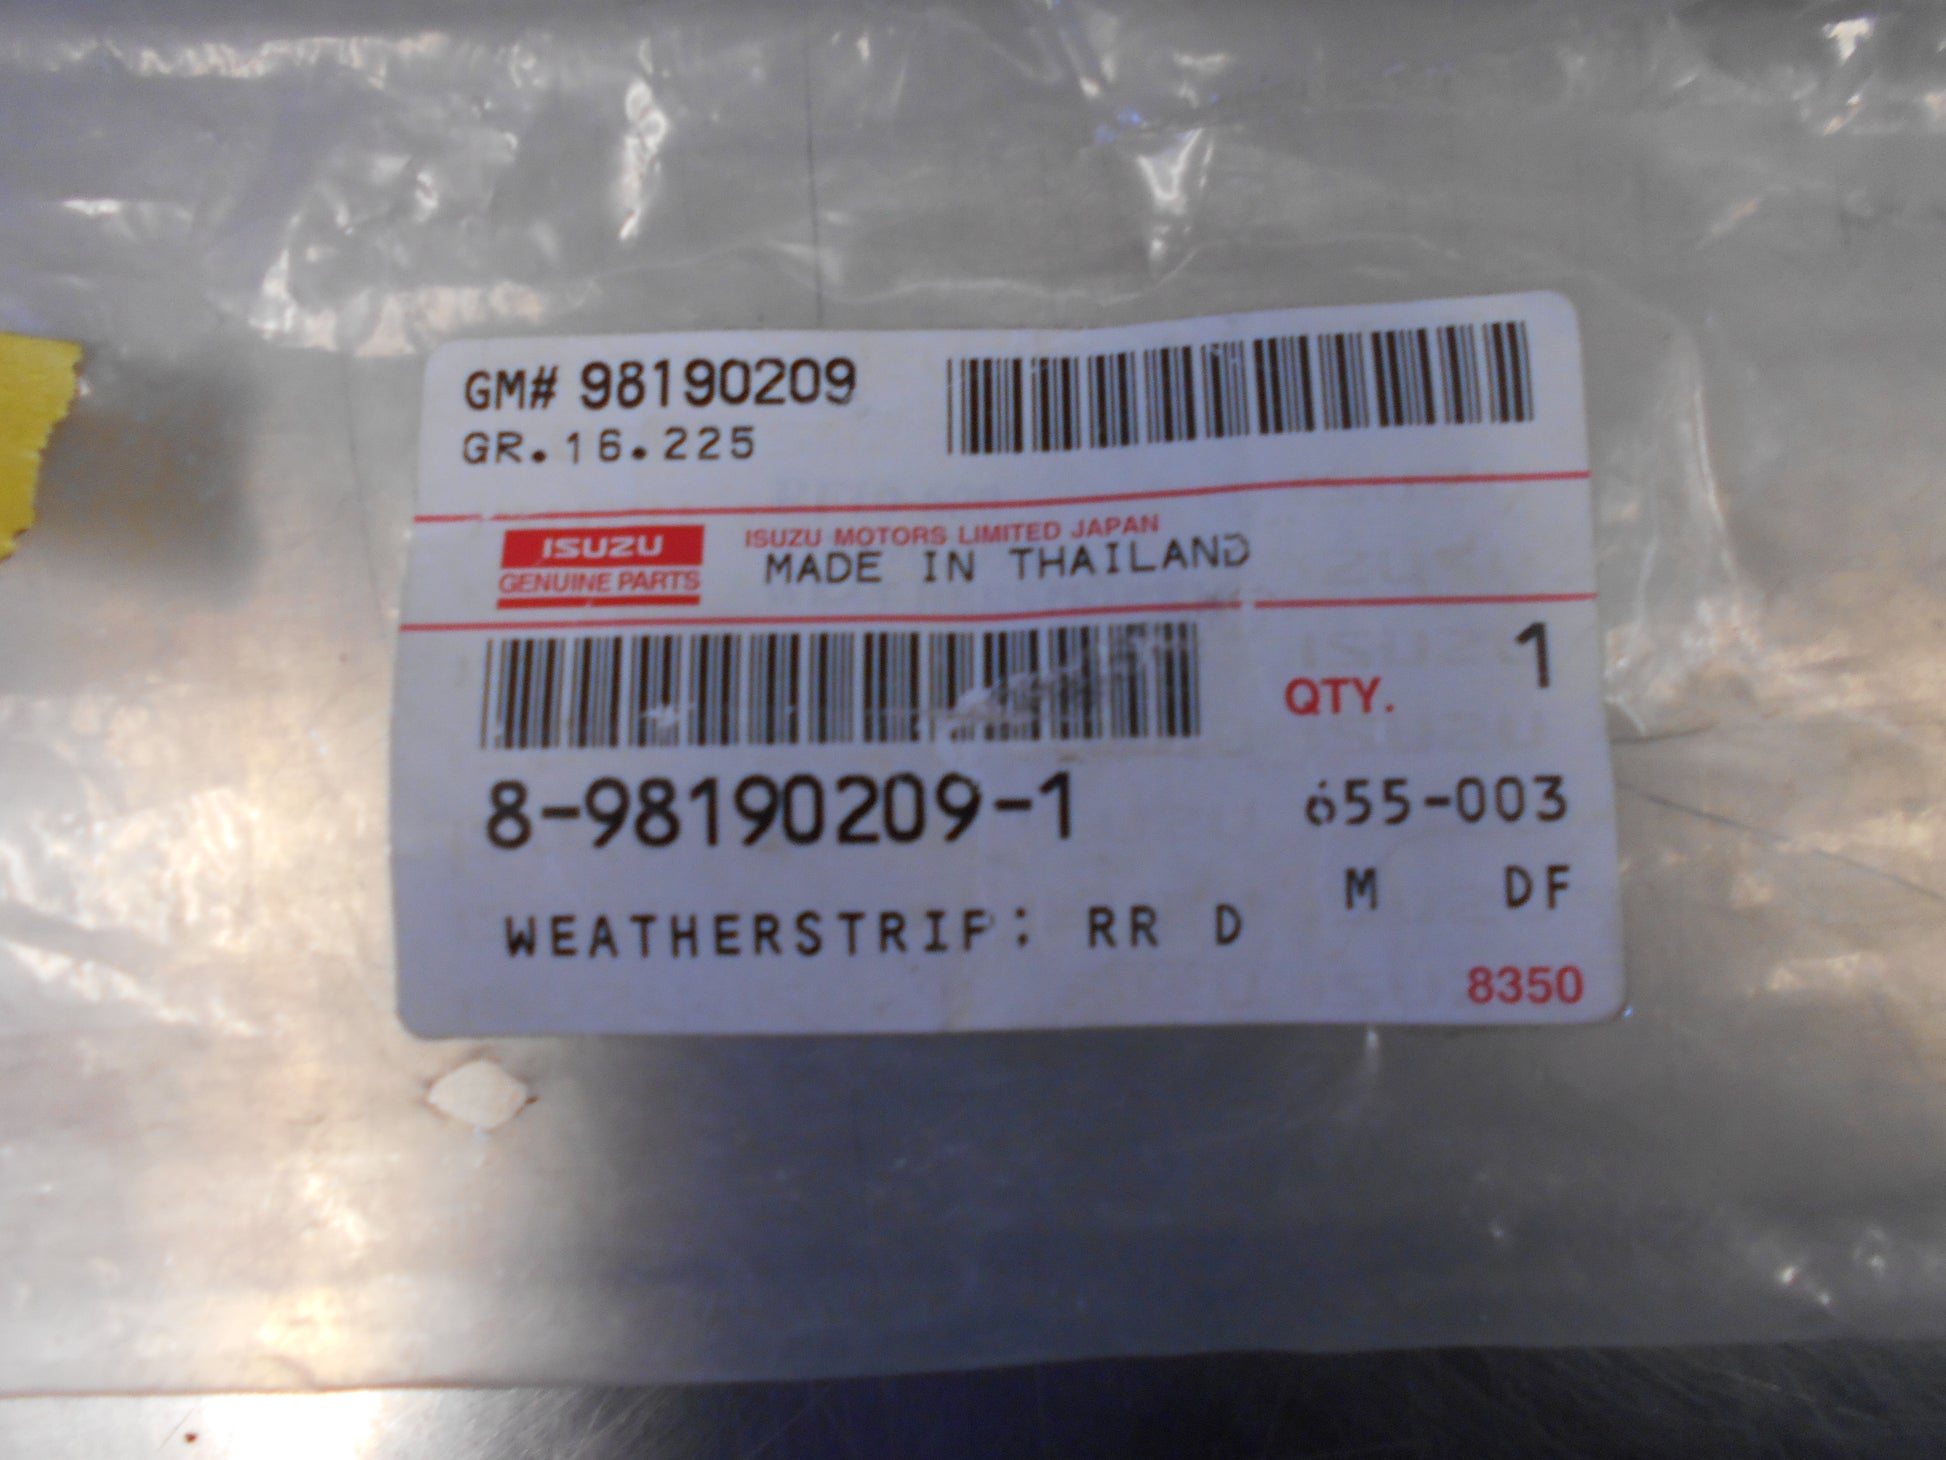 GM# 98190209
GR.16.225
ISUZU
GENUINE PARTS
ISUZU MOTORS LIMITED JAPAN
MADE IN THAILAND
QTY. 1
8-98190209-1
655-003
M DF
WEATHERSTRIP: RR D
8350